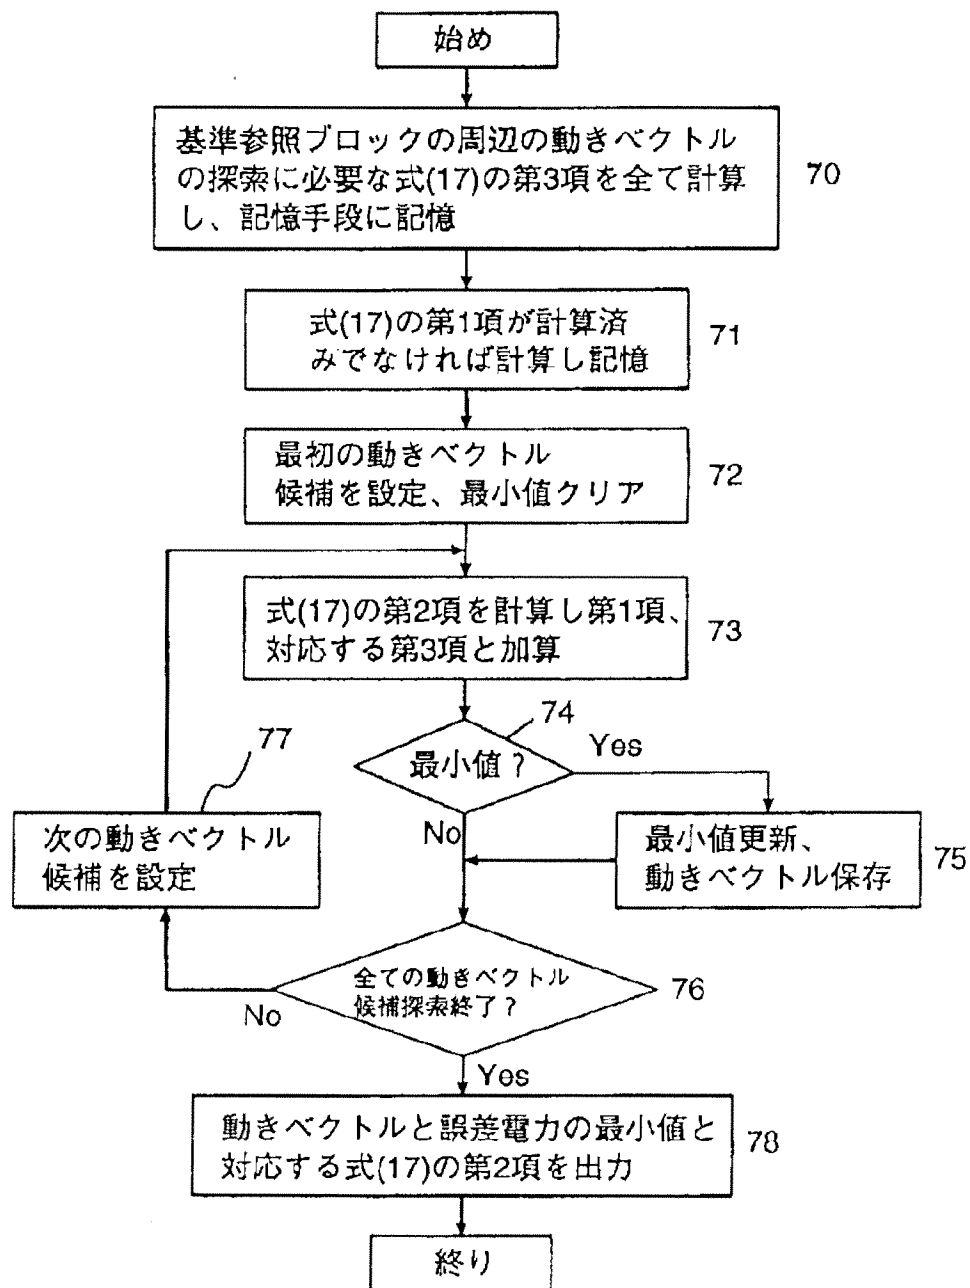 始め
基準参照ブロックの周辺の動きベクトル
の探索に必要な式(17)の第3項を全て計算
し、記憶手段に記憶
70
式(17)の第1項が計算済
みでなければ計算し記憶
71
最初の動きベクトル
候補を設定、最小値クリア
72
式(17)の第2項を計算し第1項、
対応する第3項と加算
73
74
最小値？
Yes
No
77
次の動きベクトル
候補を設定
最小値更新、
動きベクトル保存
75
全ての動きベクトル
候補探索終了？
76
No
Yes
動きベクトルと誤差電力の最小値と
対応する式(17)の第2項を出力
78
終り